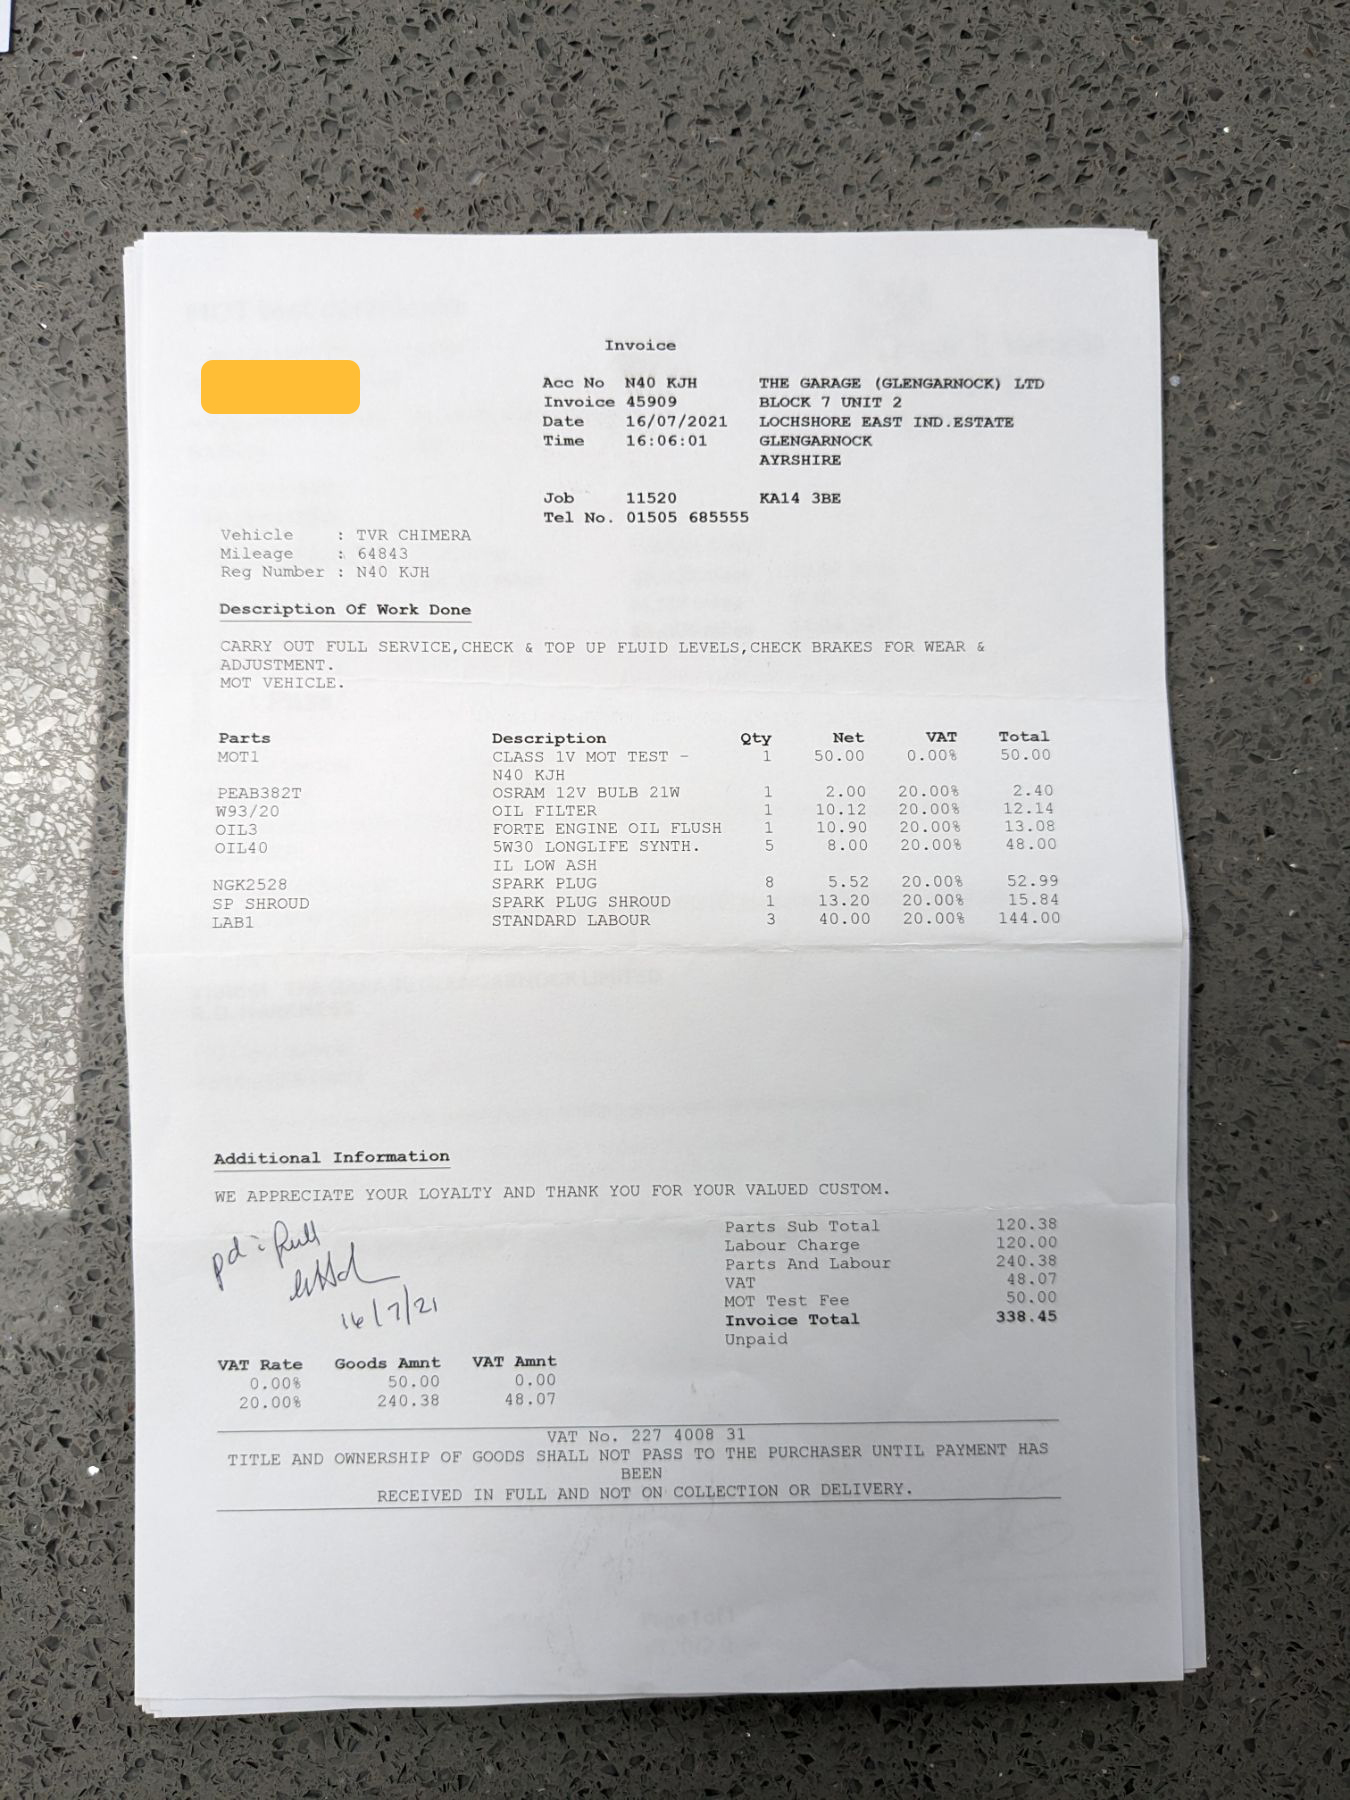 Invoice
Acc No N40 KJH THE GARAGE (GLENGARNOCK) LTD
Invoice 45909 BLOCK 7 UNIT 2
Date 16/07/2021 LOCHSHORE EAST IND.ESTATE
Time 16:06:01 GLENGARNOCK
AYRSHIRE
Job 11520 KA14 3BE
Tel No. 01505 685555
Vehicle : TVR CHIMERA
Mileage : 64843
Reg Number : N40 KJH
Description Of Work Done
CARRY OUT FULL SERVICE,CHECK & TOP UP FLUID LEVELS,CHECK BRAKES FOR WEAR &
ADJUSTMENT.
MOT VEHICLE.
Parts Description Qty Net VAT Total
MOT1 CLASS 1V MOT TEST - 1 50.00 0.00% 50.00
N40 KJH
PEAB382T OSRAM 12V BULB 21W 1 2.00 20.00% 2.40
W93/20 OIL FILTER 1 10.12 20.00% 12.14
OIL3 FORTE ENGINE OIL FLUSH 1 10.90 20.00% 13.08
OIL40 5W30 LONGLIFE SYNTH. 5 8.00 20.00% 48.00
IL LOW ASH
NGK2528 SPARK PLUG 8 5.52 20.00% 52.99
SP SHROUD SPARK PLUG SHROUD 1 13.20 20.00% 15.84
LAB1 STANDARD LABOUR 3 40.00 20.00% 144.00
Additional Information
WE APPRECIATE YOUR LOYALTY AND THANK YOU FOR YOUR VALUED CUSTOM.
pd : full
16/7/21
Parts Sub Total 120.38
Labour Charge 120.00
Parts And Labour 240.38
VAT 48.07
MOT Test Fee 50.00
Invoice Total 338.45
Unpaid
VAT Rate Goods Amnt VAT Amnt
0.00% 50.00 0.00
20.00% 240.38 48.07
VAT No. 227 4008 31
TITLE AND OWNERSHIP OF GOODS SHALL NOT PASS TO THE PURCHASER UNTIL PAYMENT HAS
BEEN
RECEIVED IN FULL AND NOT ON COLLECTION OR DELIVERY.